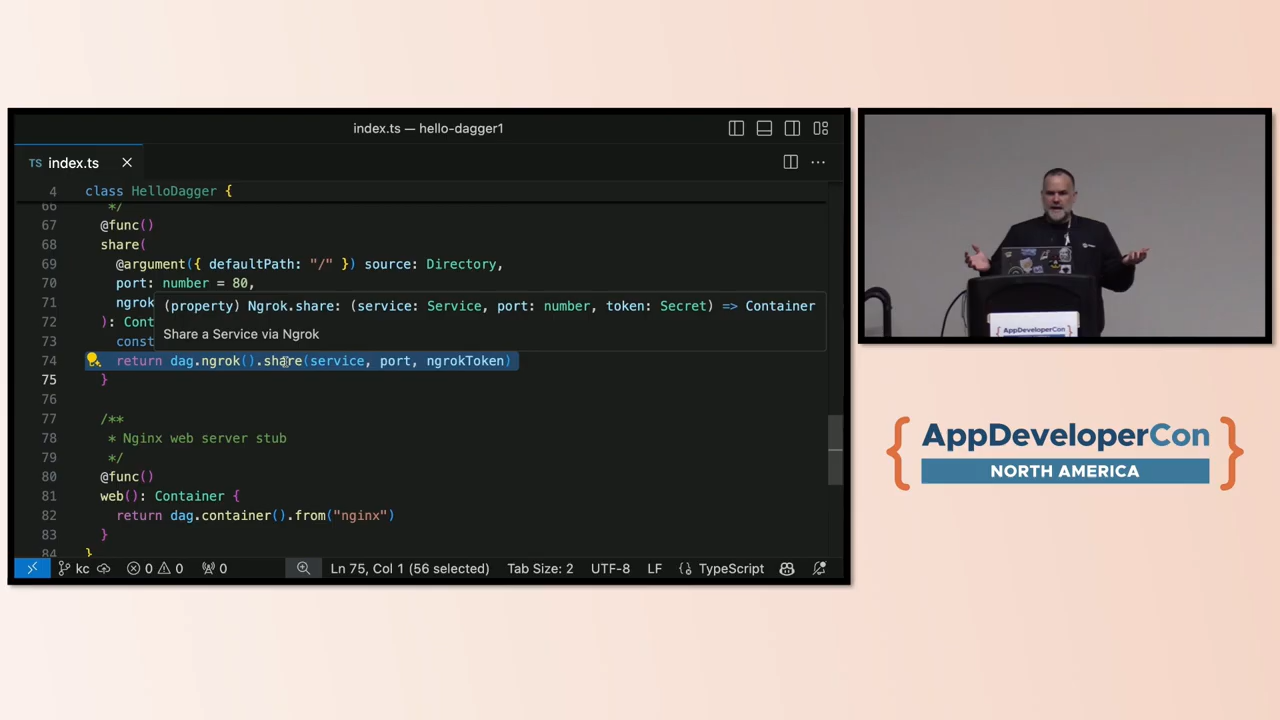 index.ts — hello-dagger1
TS index.ts
4 class HelloDagger {
66 */
67 @func()
68 share(
69 @argument({ defaultPath: "/" }) source: Directory,
70 port: number = 80,
71 ngrok
(property) Ngrok.share: (service: Service, port: number, token: Secret) => Container
72 ): Cont
Share a Service via Ngrok
73 const
74 return dag.ngrok().share(service, port, ngrokToken)
75 }
76
77 /**
78 * Nginx web server stub
79 */
80 @func()
81 web(): Container {
82 return dag.container().from("nginx")
83 }
84 }
kc 0 0 0 Ln 75, Col 1 (56 selected) Tab Size: 2 UTF-8 LF {} TypeScript
AppDeveloperCon
{ AppDeveloperCon }
NORTH AMERICA